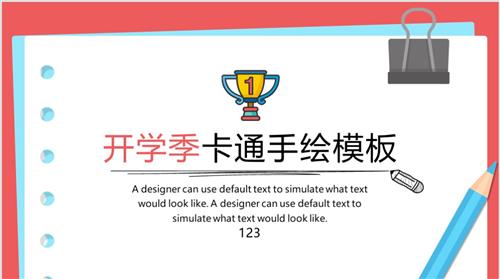 1
开学季卡通手绘模板
A designer can use default text to simulate what text
would look like. A designer can use default text to
simulate what text would look like.
123